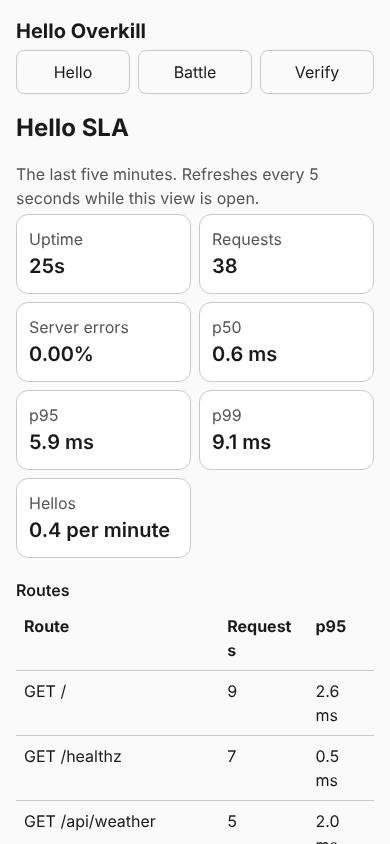 Hello Overkill
Hello
Battle
Verify
Hello SLA
The last five minutes. Refreshes every 5
seconds while this view is open.
Uptime
25s
Requests
38
Server errors
0.00%
p50
0.6 ms
p95
5.9 ms
p99
9.1 ms
Hellos
0.4 per minute
Routes
Route
Request
s
p95
GET /
9
2.6
ms
GET /healthz
7
0.5
ms
GET /api/weather
5
2.0
ms